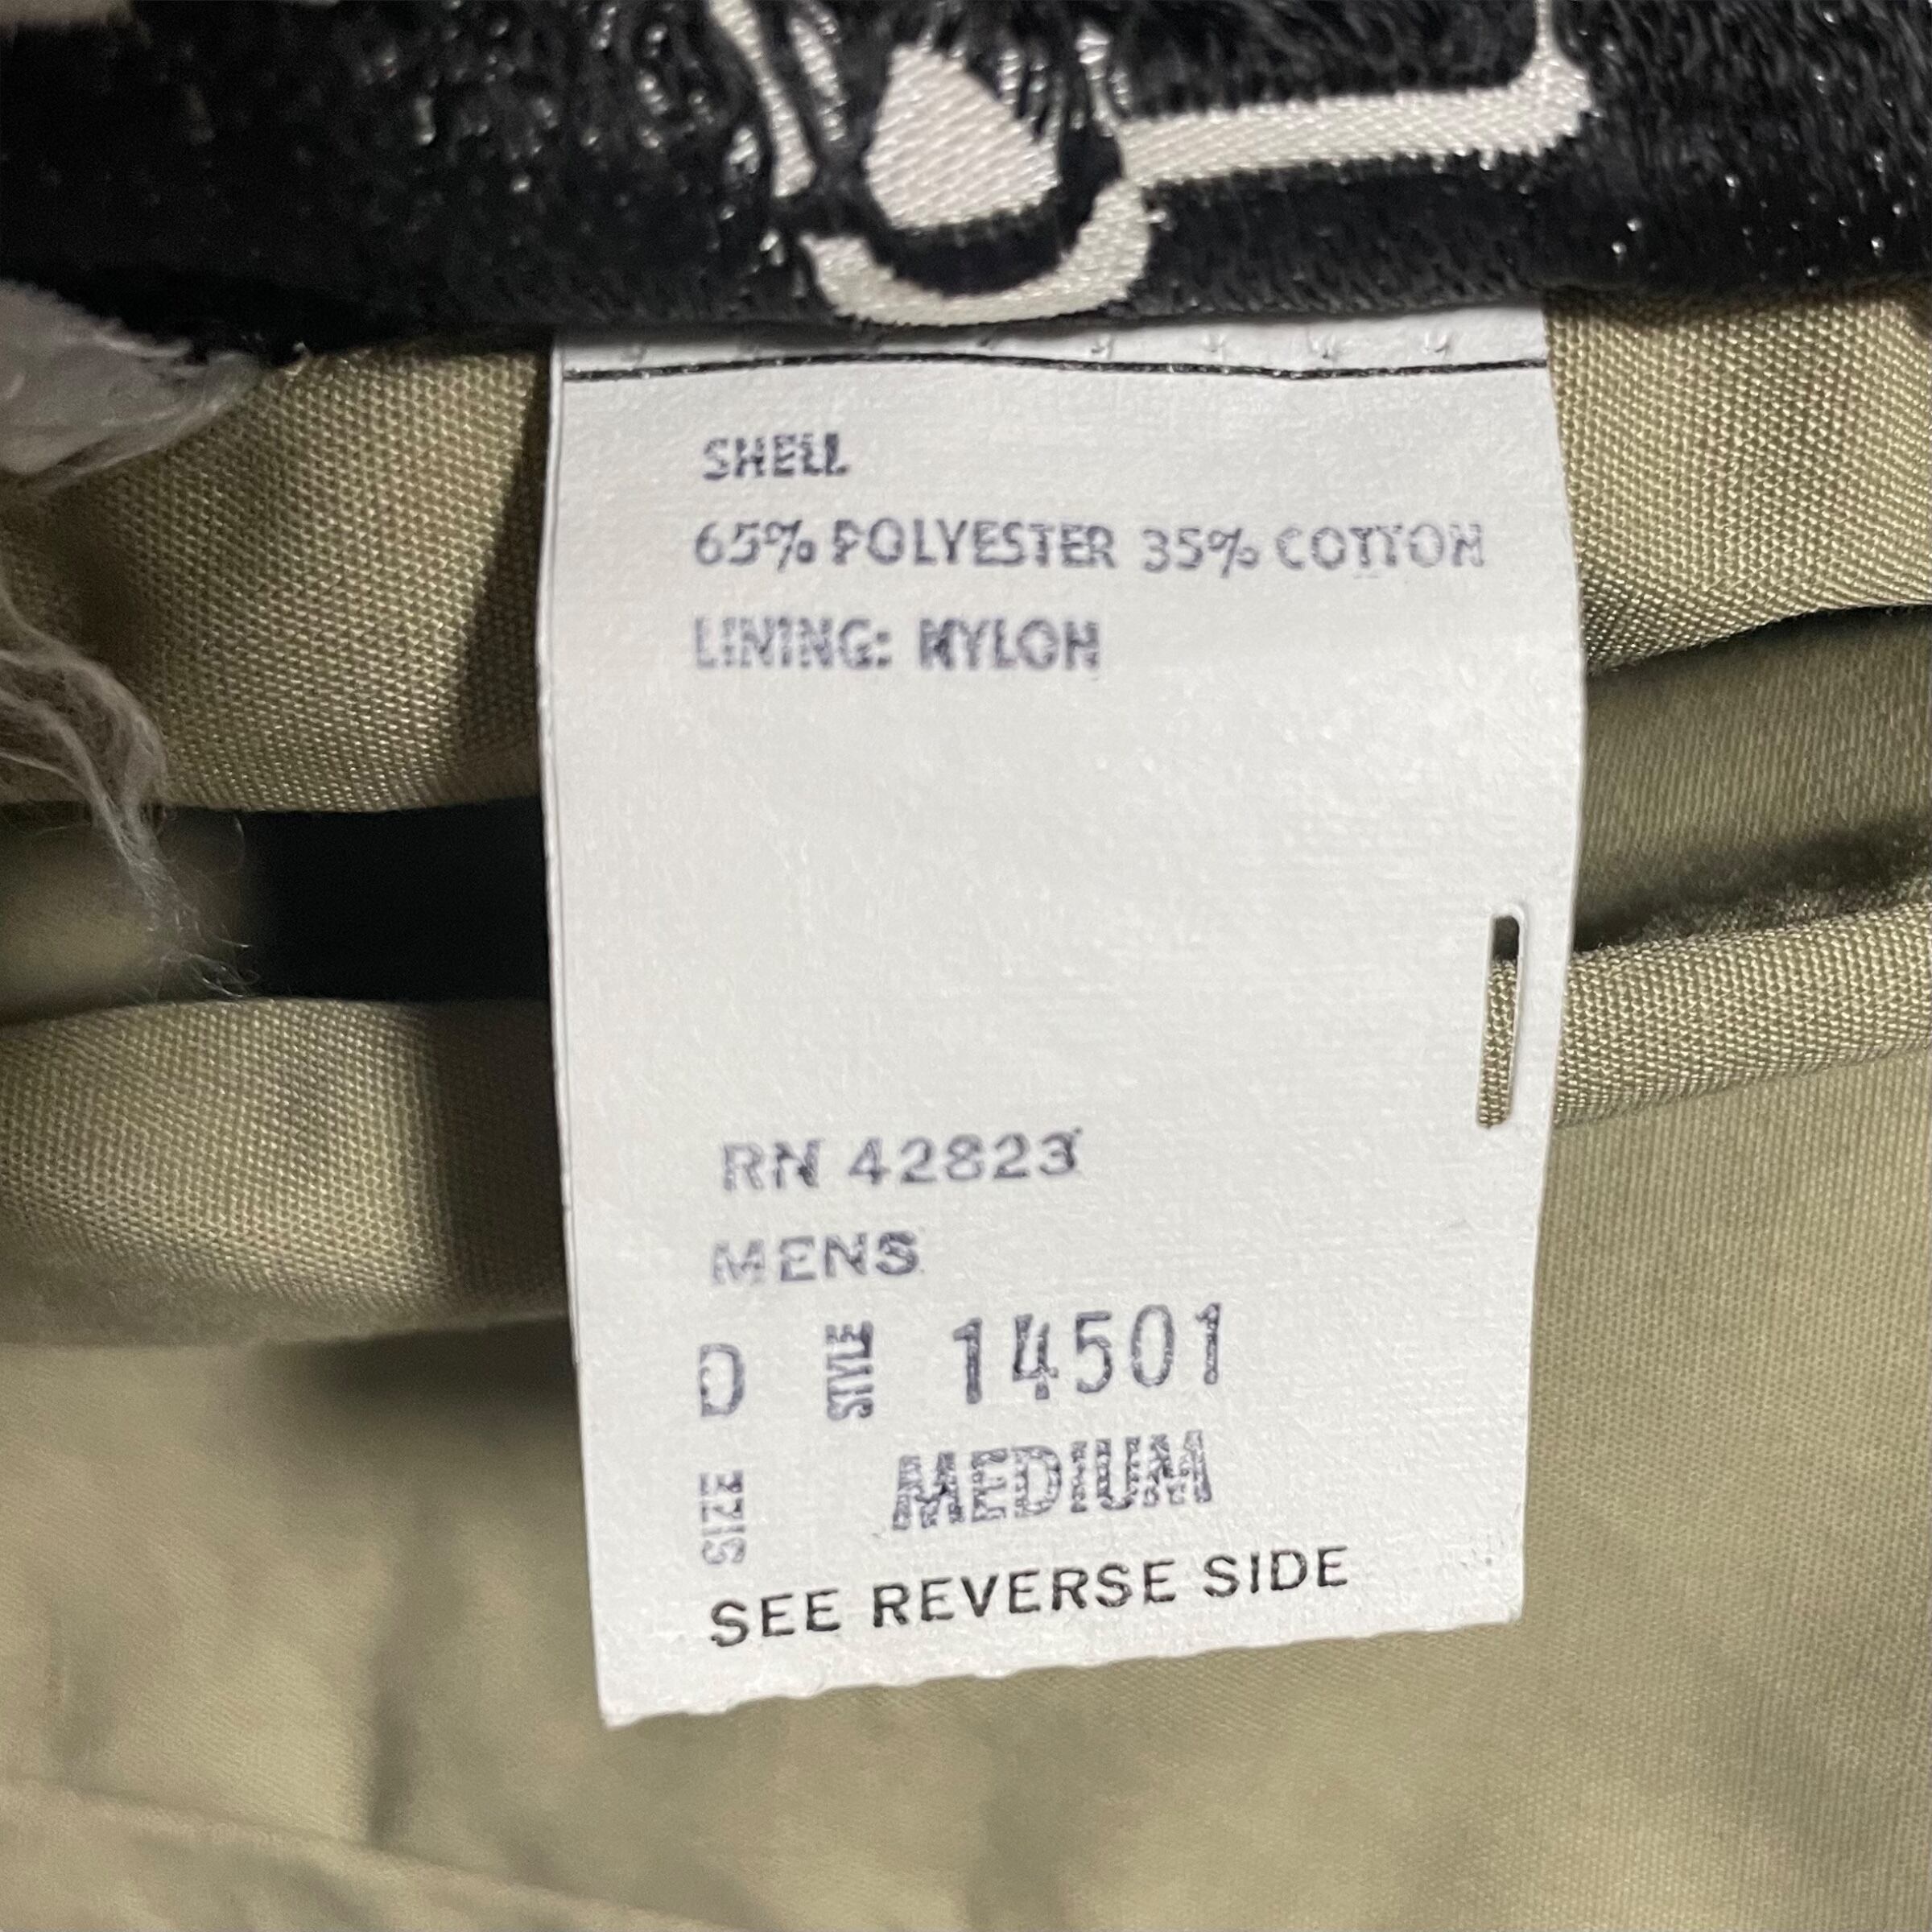 SHELL
65% POLYESTER 35% COTTON
LINING: NYLON
RN 42823
MENS
D STYLE 14501
SIZE MEDIUM
SEE REVERSE SIDE